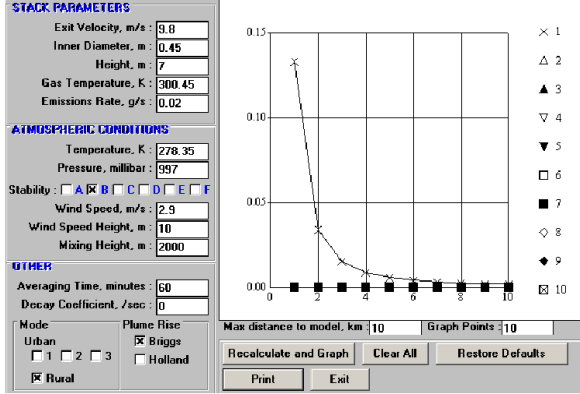 STACK PARAMETERS
Exit Velocity, m/s : 9.8
Inner Diameter, m : 0.45
Height, m : 7
Gas Temperature, K : 300.45
Emissions Rate, g/s : 0.02
ATMOSPHERIC CONDITIONS
Temperature, K : 278.35
Pressure, millibar : 997
Stability : A B C D E F
Wind Speed, m/s : 2.9
Wind Speed Height, m : 10
Mixing Height, m : 2000
OTHER
Averaging Time, minutes : 60
Decay Coefficient, /sec : 0
Mode
Urban
1 2 3
Rural
Plume Rise
Briggs
Holland
0.15
0.10
0.05
0.00
0 2 4 6 8 10
1
2
3
4
5
6
7
8
9
10
Max distance to model, km : 10 Graph Points : 10
Recalculate and Graph Clear All Restore Defaults
Print Exit